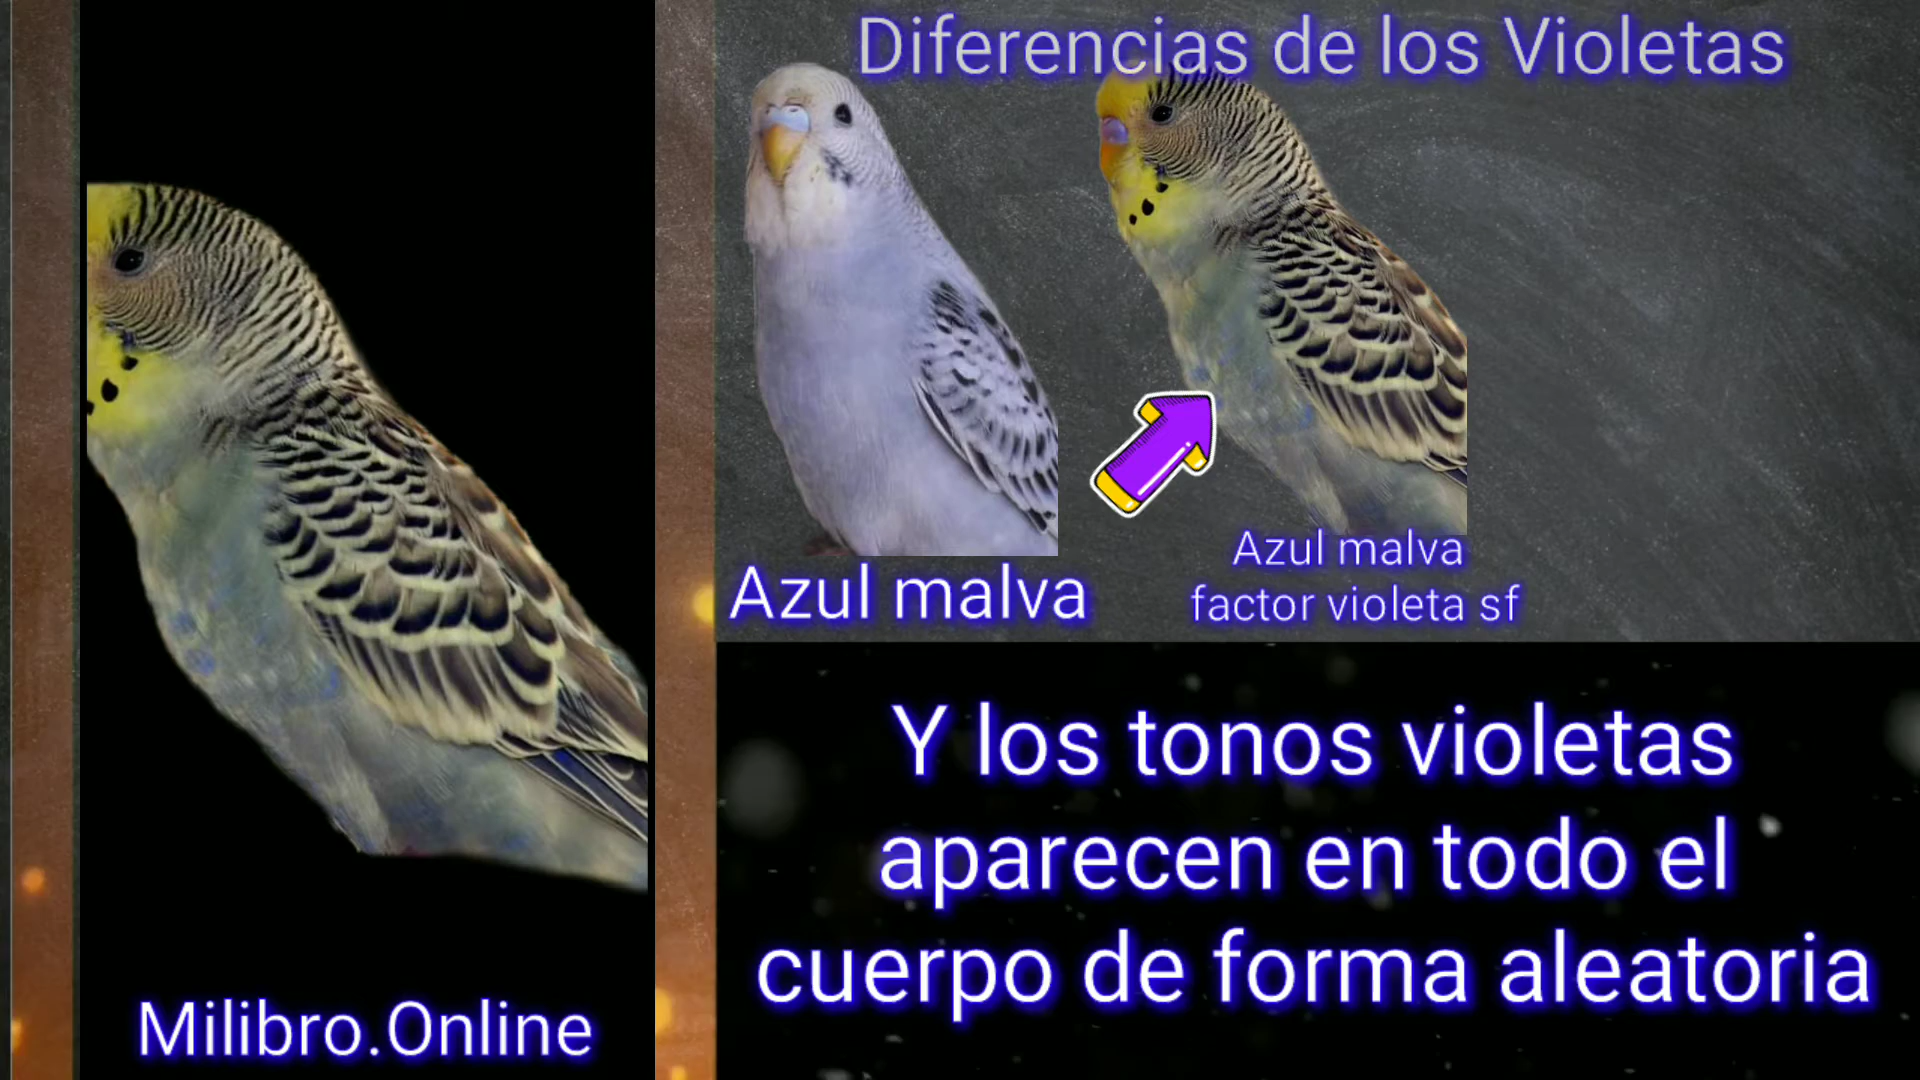 Diferencias de los Violetas
Azul malva
Azul malva
factor violeta sf
Y los tonos violetas
aparecen en todo el
cuerpo de forma aleatoria
Milibro.Online